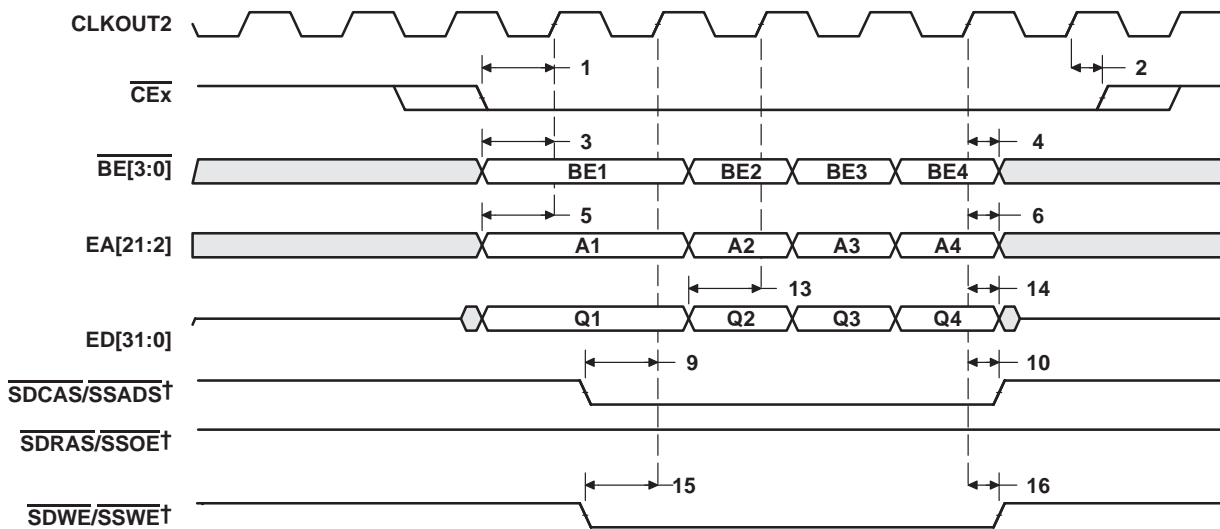 CLKOUT2
1
2
CEx
3
4
BE[3:0]
BE1
BE2
BE3
BE4
5
6
EA[21:2]
A1
A2
A3
A4
13
14
ED[31:0]
Q1
Q2
Q3
Q4
9
10
SDCAS/SSADS†
SDRAS/SSOE†
15
16
SDWE/SSWE†